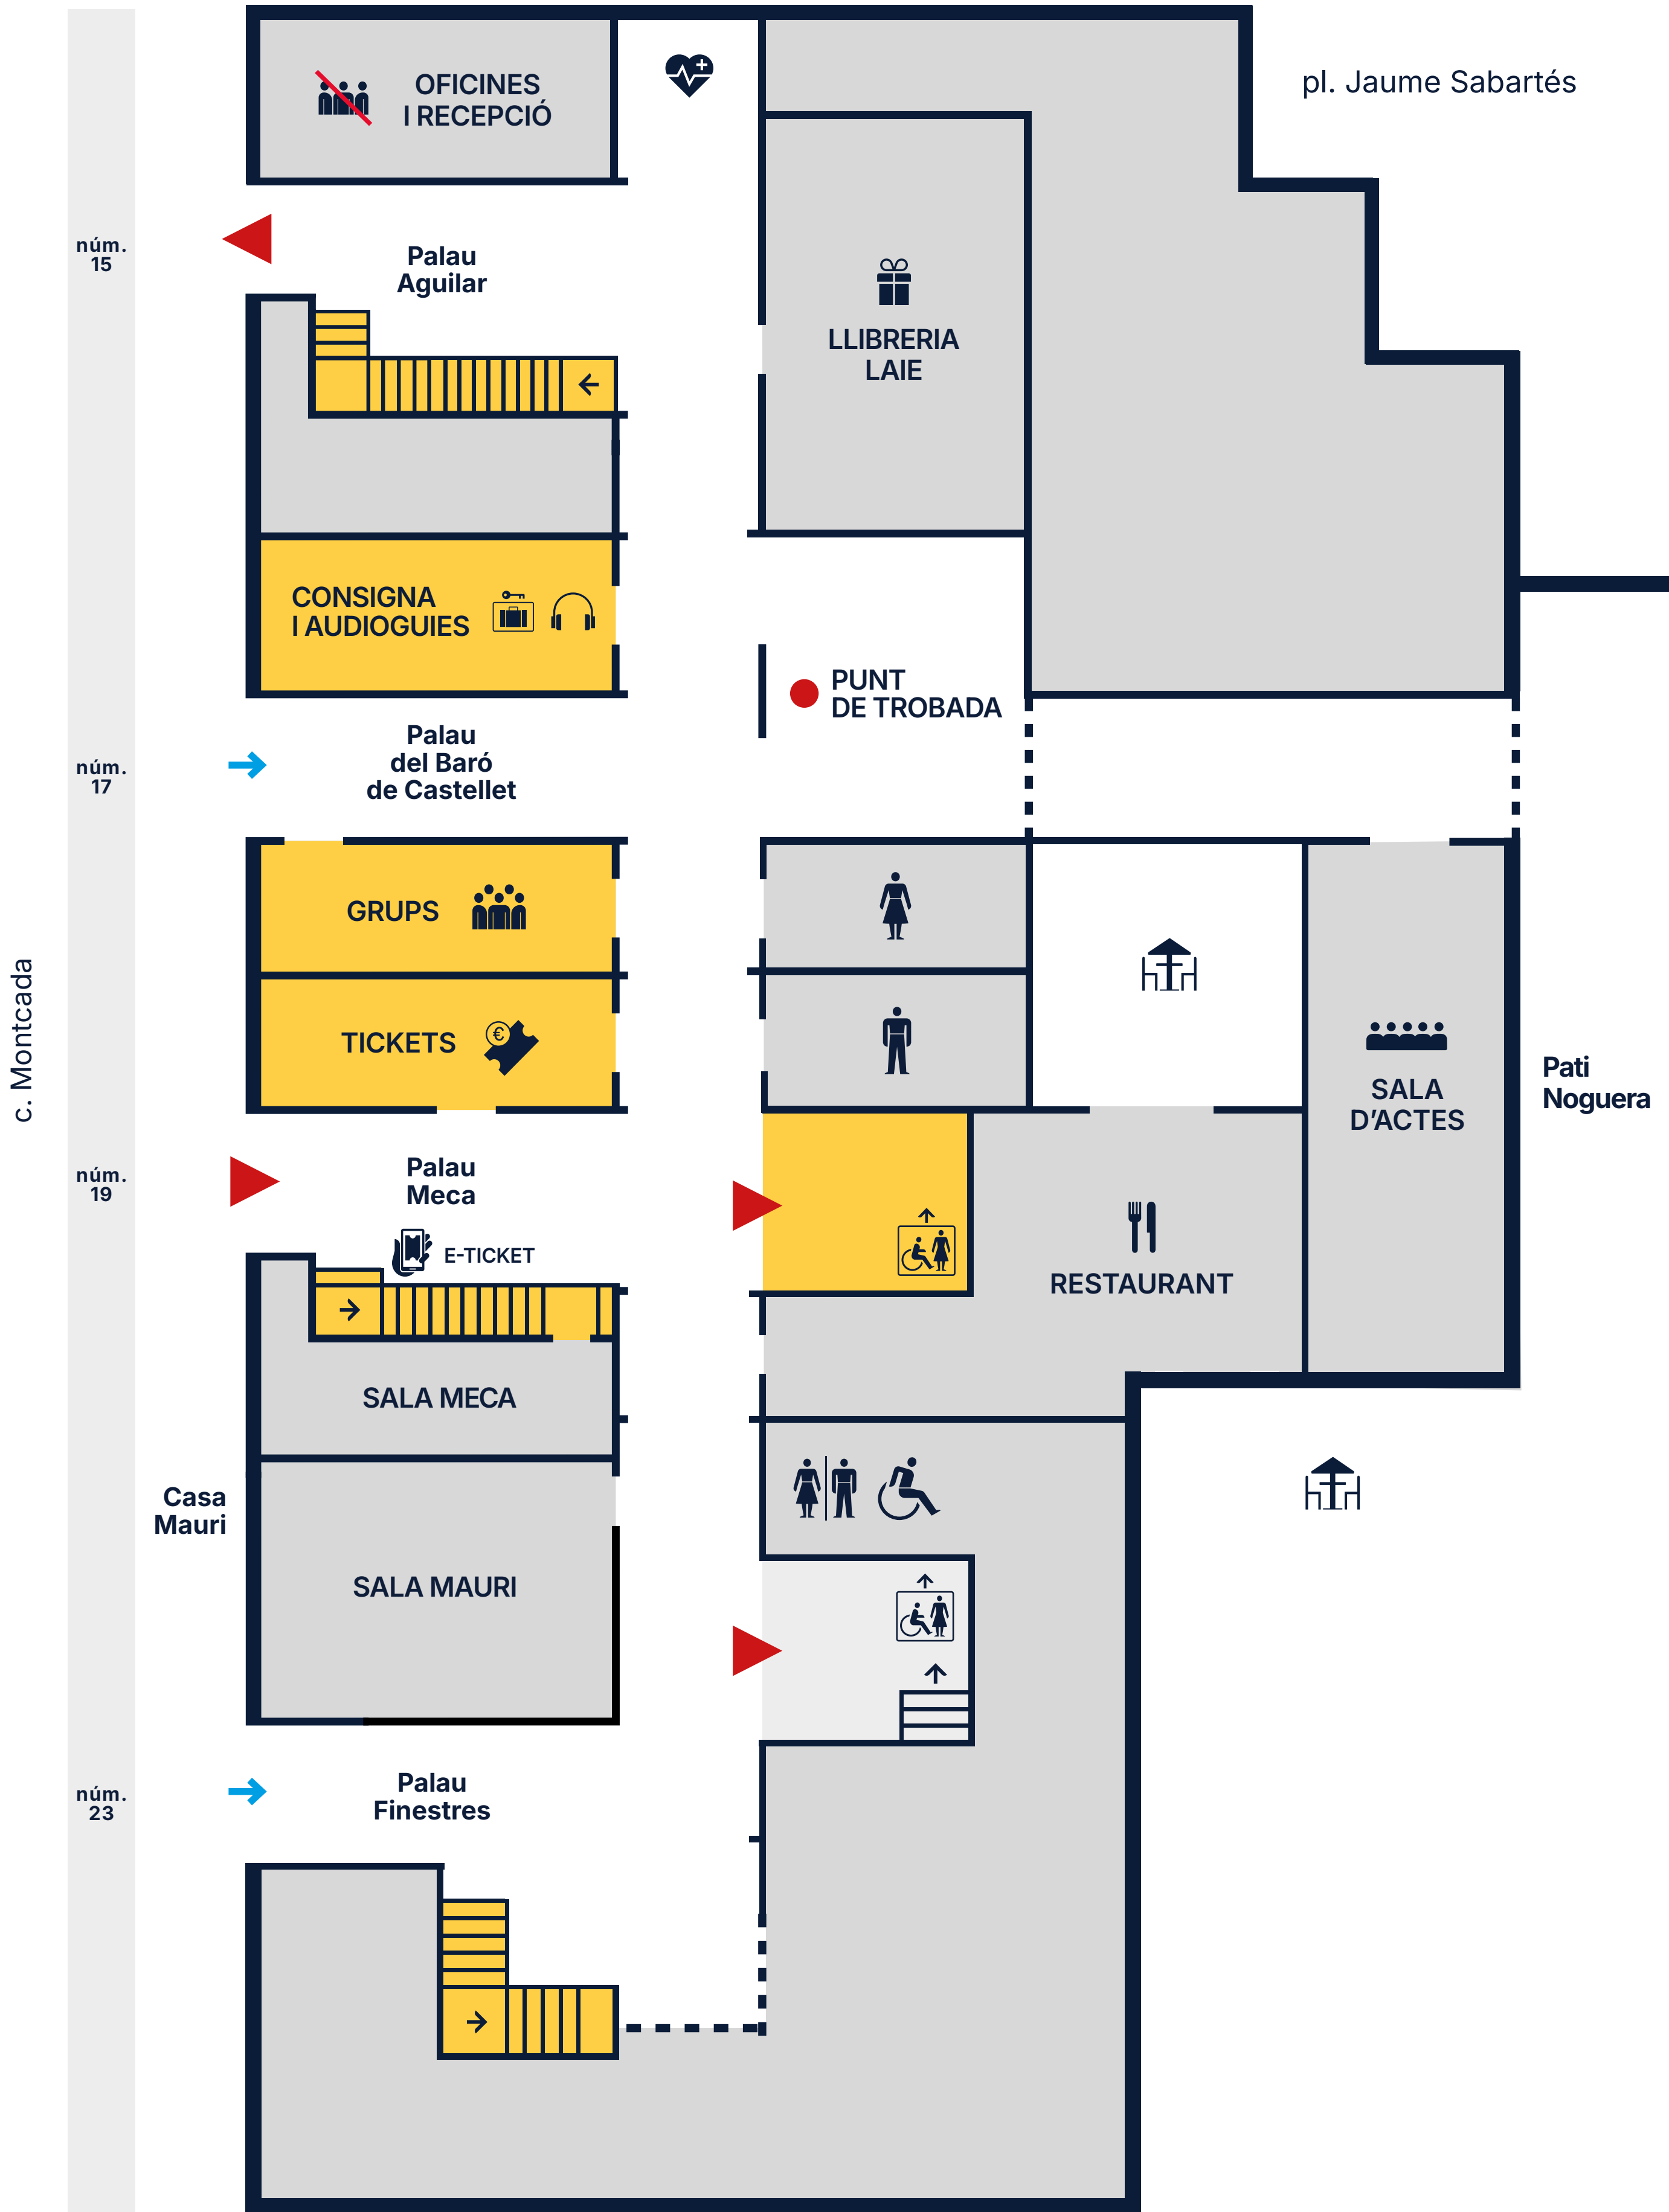 pl. Jaume Sabartés
OFICINES
I RECEPCIÓ
núm.
15
Palau
Aguilar
LLIBRERIA
LAIE
CONSIGNA
I AUDIOGUIES
PUNT
DE TROBADA
núm.
17
Palau
del Baró
de Castellet
GRUPS
TICKETS
€
c. Montcada
SALA
D’ACTES
Pati
Noguera
núm.
19
Palau
Meca
E-TICKET
RESTAURANT
SALA MECA
Casa
Mauri
SALA MAURI
núm.
23
Palau
Finestres